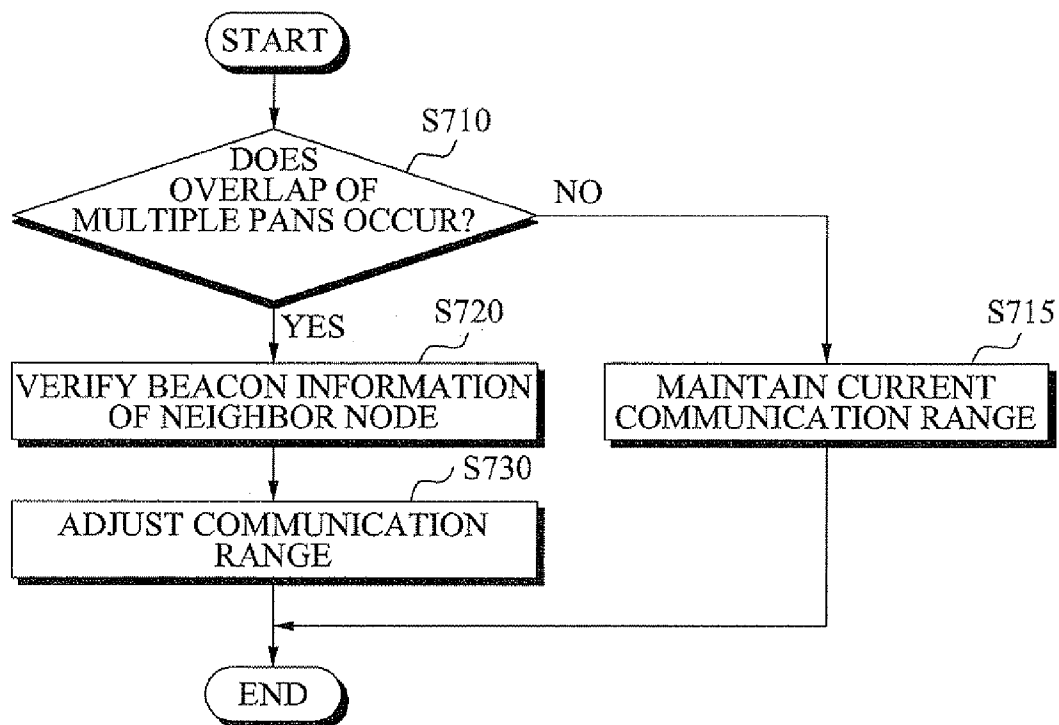 START
S710
DOES
OVERLAP OF
MULTIPLE PANS OCCUR?
NO
YES
S720
VERIFY BEACON INFORMATION
OF NEIGHBOR NODE
S715
MAINTAIN CURRENT
COMMUNICATION RANGE
S730
ADJUST COMMUNICATION
RANGE
END